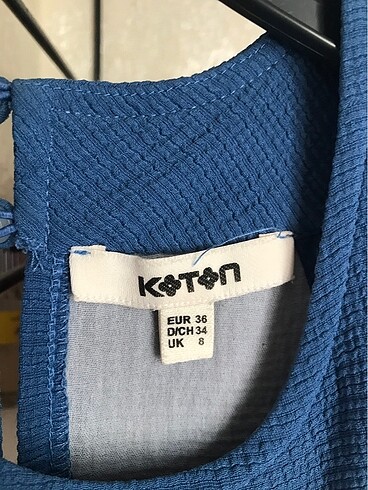 KOTON
EUR 36
D/CH 34
UK 8